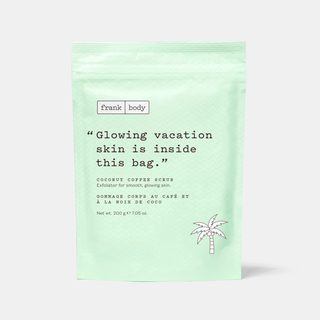 frank body
“Glowing vacation
skin is inside
this bag.”
COCONUT COFFEE SCRUB
Exfoliator for smooth, glowing skin.
GOMMAGE CORPS AU CAFÉ ET
À LA NOIX DE COCO
Net wt. 200 g ℮ 7.05 oz.